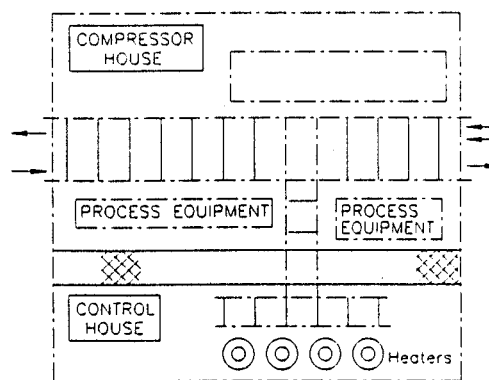 COMPRESSOR
HOUSE
PROCESS EQUIPMENT
PROCESS
EQUIPMENT
CONTROL
HOUSE
Heaters